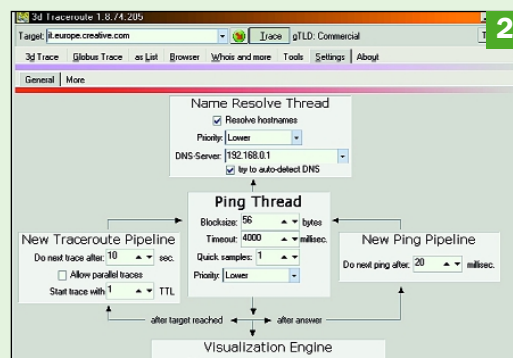 3d Traceroute 1.8.74.205
2
Target: it.europe.creative.com Trace gTLD: Commercial
3d Trace Globus Trace as List Browser Whois and more Tools Settings About
General More
Name Resolve Thread
Resolve hostnames
Priority: Lower
DNS-Server: 192.168.0.1
try to auto-detect DNS
Ping Thread
Blocksize: 56 bytes
Timeout: 4000 millisec.
Quick samples: 1
Priority: Lower
New Traceroute Pipeline
Do next trace after: 10 sec.
Allow parallel traces
Start trace with 1 TTL
New Ping Pipeline
Do next ping after: 20 millisec.
after target reached after answer
Visualization Engine